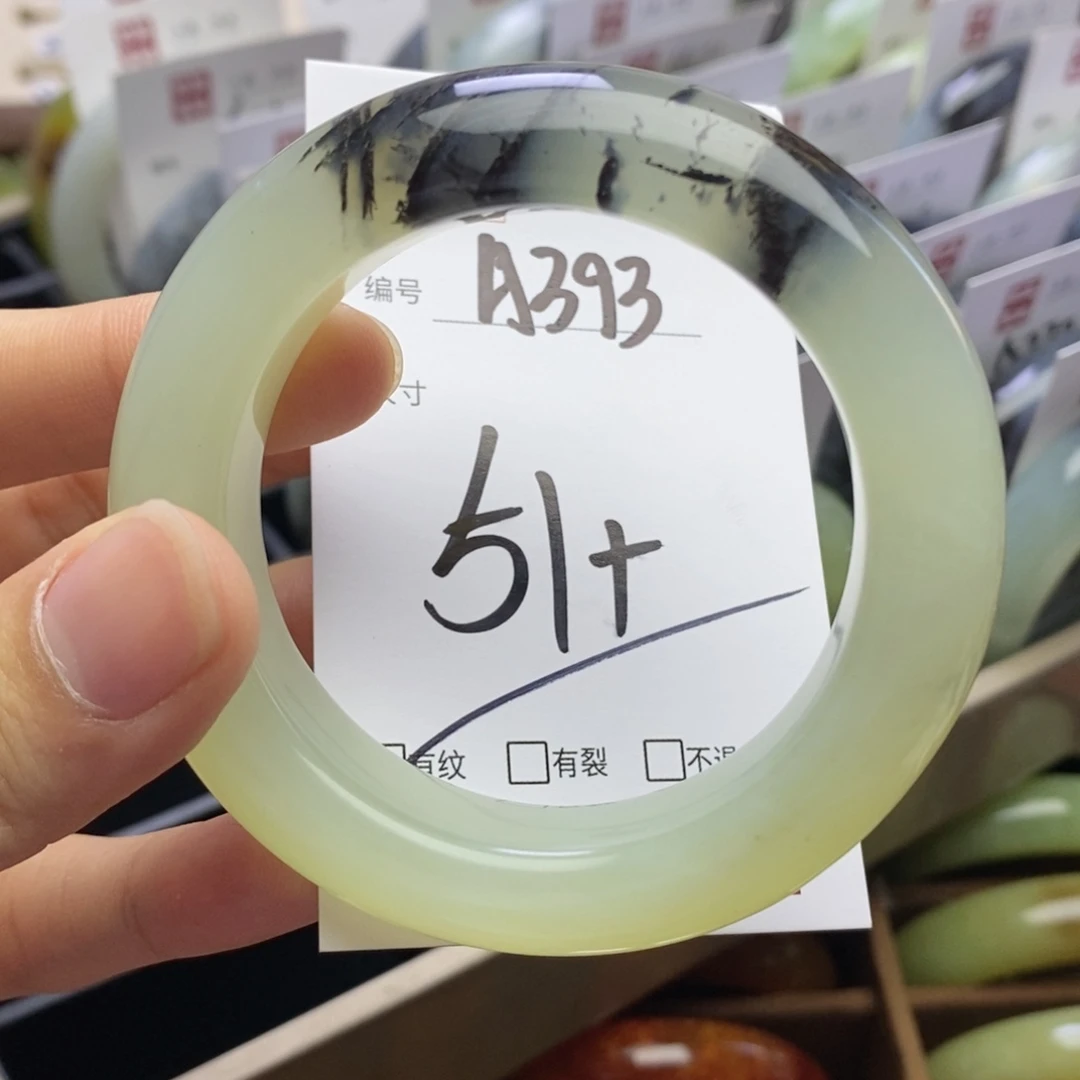 编号 A393
寸
51+
有纹 有裂 不退